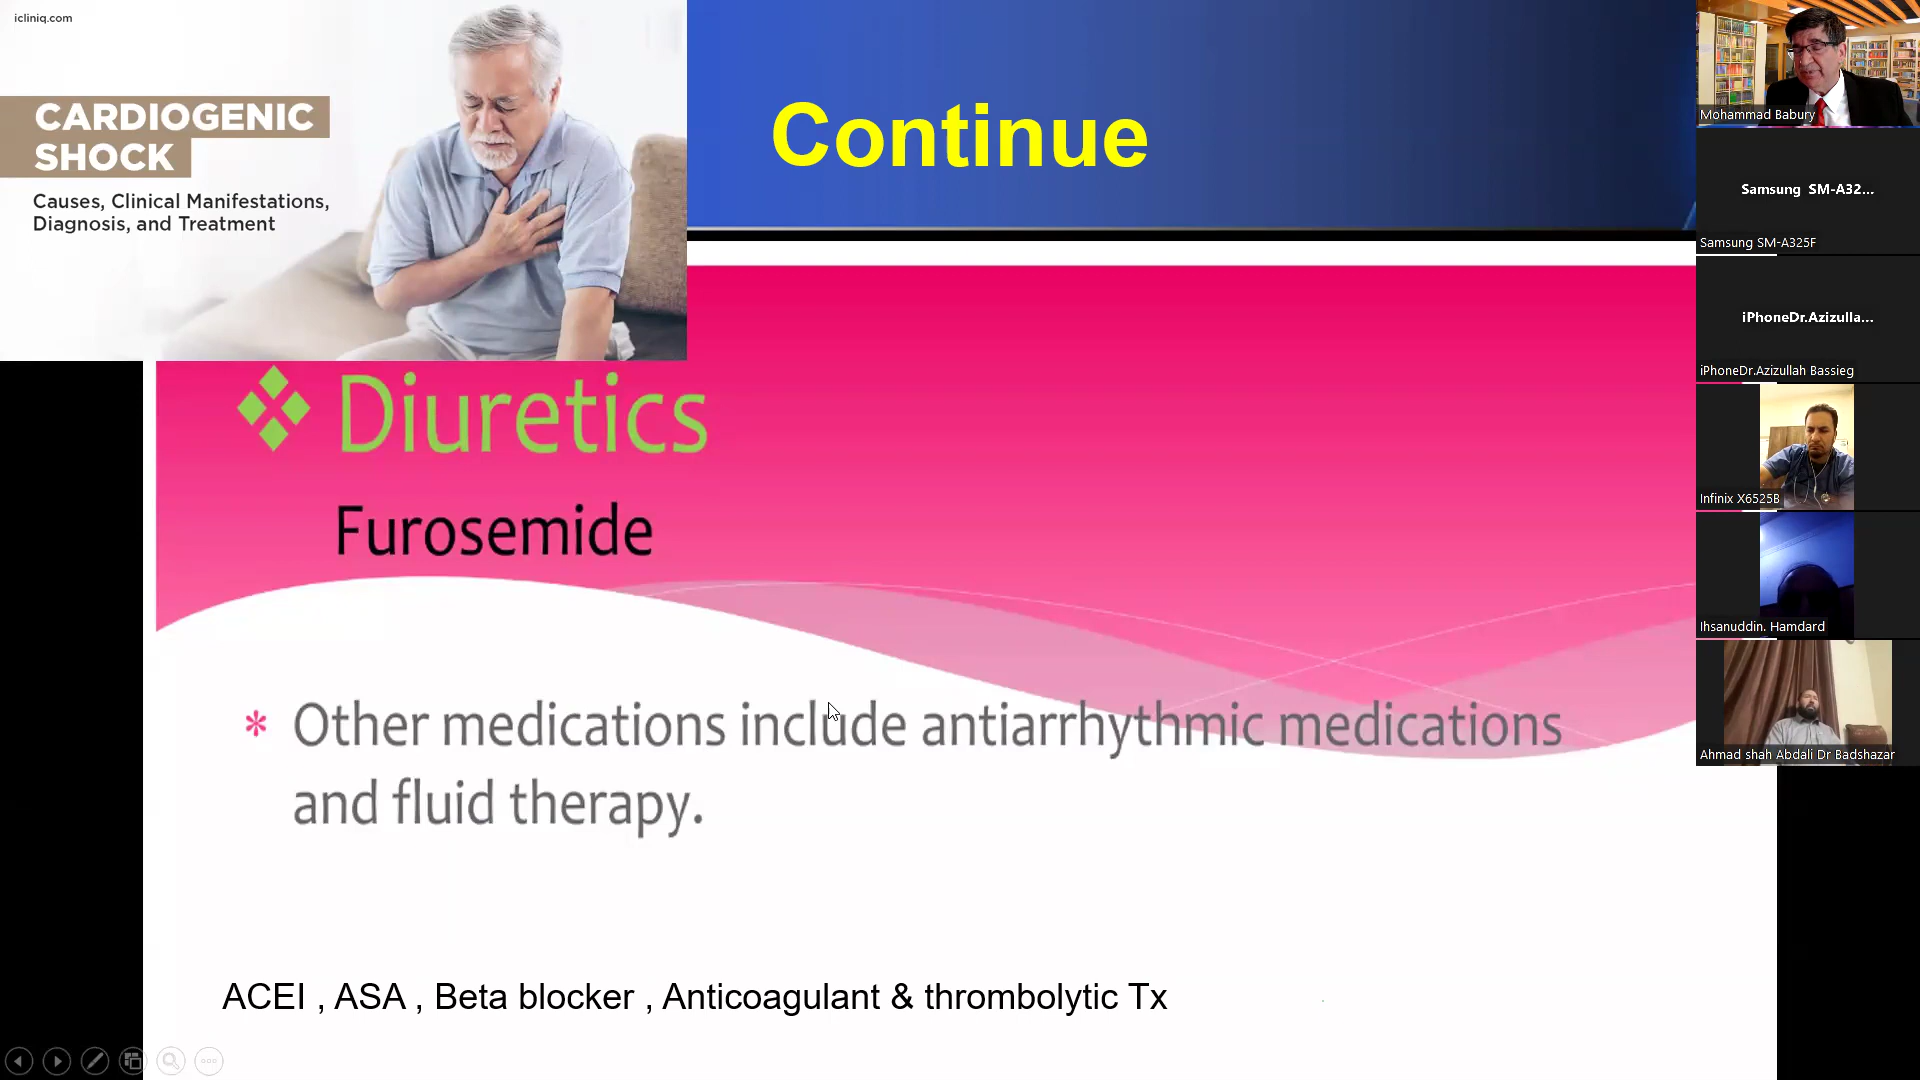 icliniq.com
CARDIOGENIC
SHOCK
Causes, Clinical Manifestations,
Diagnosis, and Treatment
Continue
Diuretics
Furosemide
* Other medications include antiarrhythmic medications
and fluid therapy.
ACEI , ASA , Beta blocker , Anticoagulant & thrombolytic Tx
Mohammad Babury
Samsung SM-A32...
Samsung SM-A325F
iPhoneDr.Azizulla...
iPhoneDr.Azizullah Bassieg
Infinix X6525B
Ihsanuddin. Hamdard
Ahmad shah Abdali Dr Badshazar